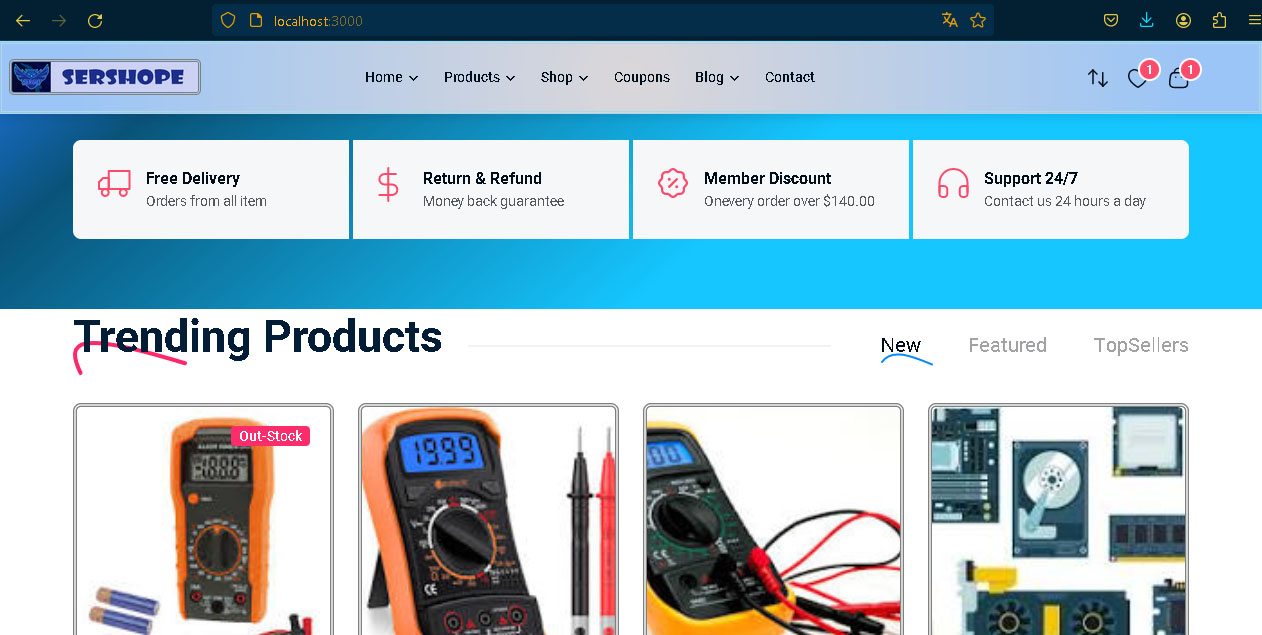 localhost:3000
SERSHOPE
Home
Products
Shop
Coupons
Blog
Contact
1
1
Free Delivery
Orders from all item
Return & Refund
Money back guarantee
Member Discount
Onevery order over $140.00
Support 24/7
Contact us 24 hours a day
Trending Products
New
Featured
TopSellers
Out-Stock
19.99